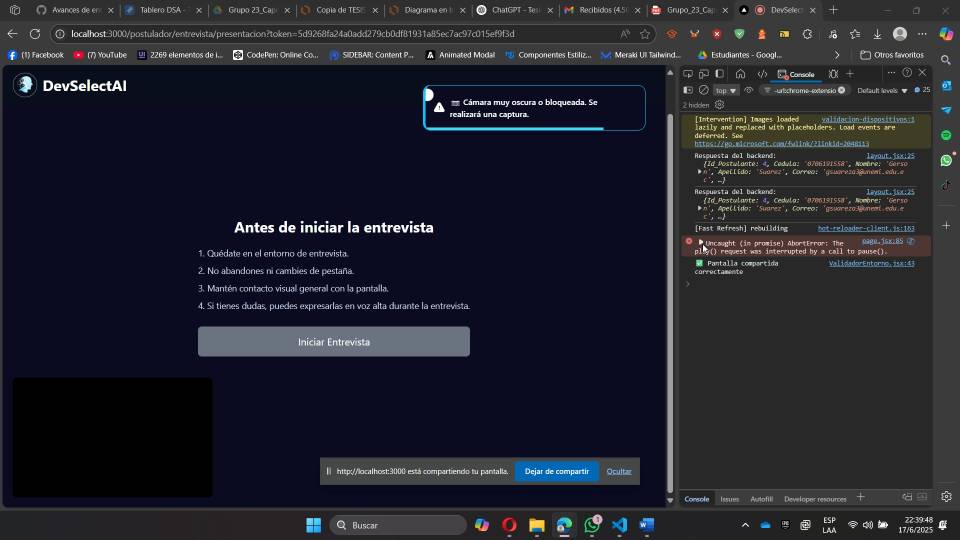 Avances de en
Tablero DSA - T
Grupo 23_Cap
Copia de TESIS
Diagrama en b
ChatGPT - Tesi
Recibidos (4.50
Grupo_23_Cap
DevSelect
localhost:3000/postulador/entrevista/presentacion?token=5d9268fa24a0add279cb0df81931a85ec7ac97c015ef9f3d
(1) Facebook
(7) YouTube
2269 elementos de i...
CodePen: Online Co...
SIDEBAR: Content P...
Animated Modal
Componentes Estiliz...
Meraki UI Tailwind...
Estudiantes - Googl...
Otros favoritos
DevSelectAI
Cámara muy oscura o bloqueada. Se
realizará una captura.
Antes de iniciar la entrevista
1. Quédate en el entorno de entrevista.
2. No abandones ni cambies de pestaña.
3. Mantén contacto visual general con la pantalla.
4. Si tienes dudas, puedes expresarlas en voz alta durante la entrevista.
Iniciar Entrevista
http://localhost:3000 está compartiendo tu pantalla.
Dejar de compartir
Ocultar
Console
top
-url:chrome-extensio
Default levels
25
2 hidden
[Intervention] Images loaded validacion-dispositivos:1
lazily and replaced with placeholders. Load events are
deferred. See
https://go.microsoft.com/fwlink/?linkid=2048113
Respuesta del backend: layout.jsx:25
{Id_Postulante: 4, Cedula: '0706191558', Nombre: 'Gerso
n', Apellido: 'Suarez', Correo: 'gsuareza3@unemi.edu.e
c', …}
Respuesta del backend: layout.jsx:25
{Id_Postulante: 4, Cedula: '0706191558', Nombre: 'Gerso
n', Apellido: 'Suarez', Correo: 'gsuareza3@unemi.edu.e
c', …}
[Fast Refresh] rebuilding hot-reloader-client.js:163
Uncaught (in promise) AbortError: The page.jsx:85
play() request was interrupted by a call to pause().
Pantalla compartida ValidadorEntorno.jsx:43
correctamente
Console
Issues
Autofill
Developer resources
Buscar
1
ESP
LAA
22:39:48
17/6/2025